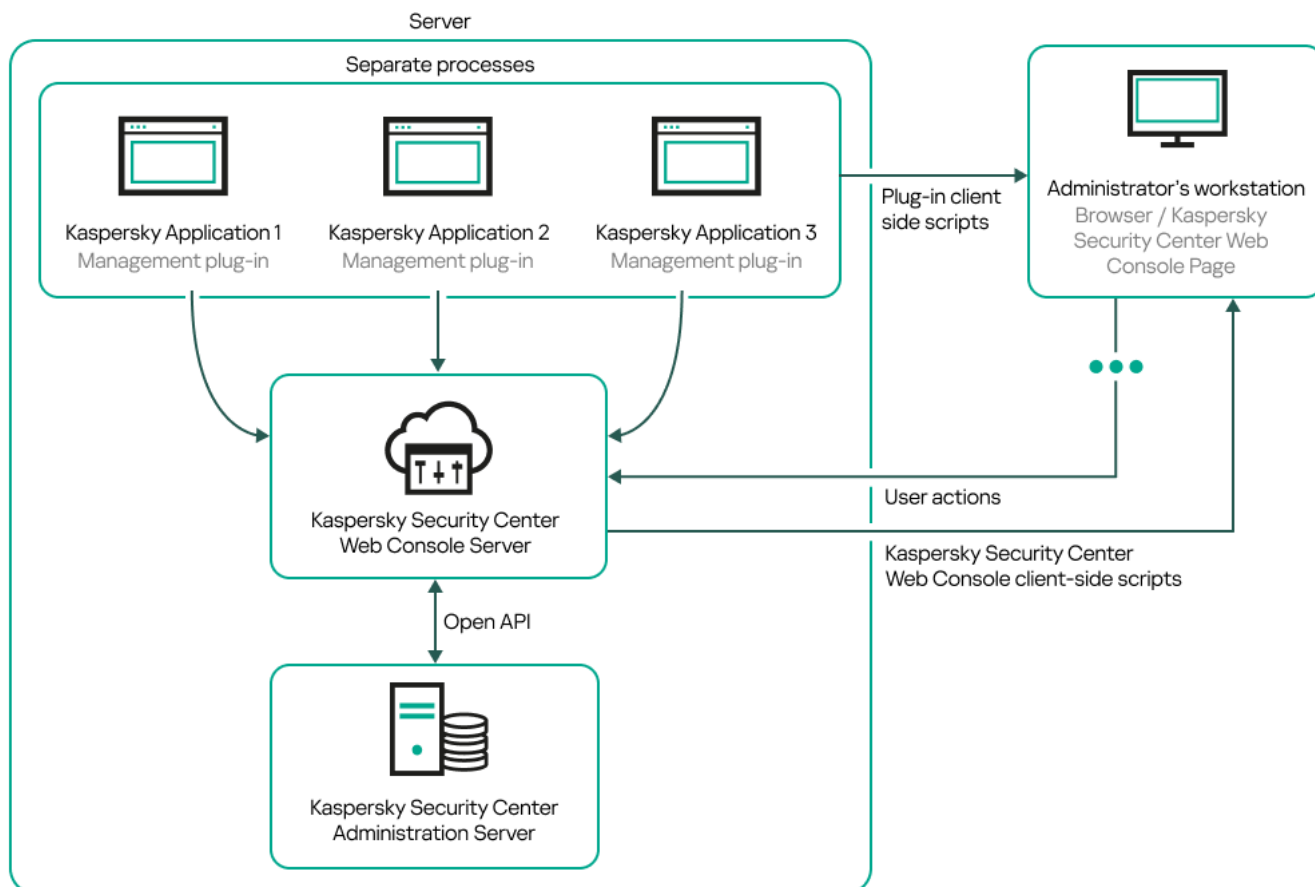 Server
Separate processes
Kaspersky Application 1
Management plug-in
Kaspersky Application 2
Management plug-in
Kaspersky Application 3
Management plug-in
Plug-in client
side scripts
Administrator's workstation
Browser / Kaspersky
Security Center Web
Console Page
Kaspersky Security Center
Web Console Server
User actions
Kaspersky Security Center
Web Console client-side scripts
Open API
Kaspersky Security Center
Administration Server